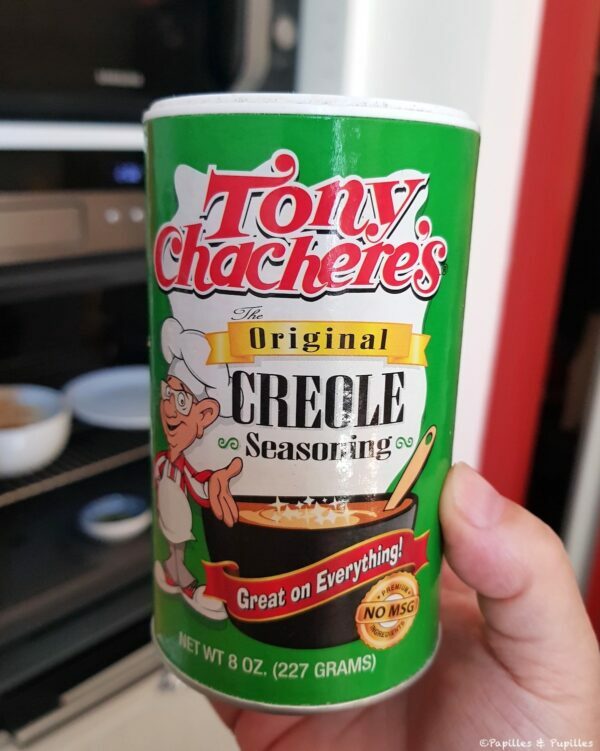 Tony
Chachere's®
The
Original
CREOLE
Seasoning
Great on Everything!
PREMIUM
NO MSG
INGREDIENTS
NET WT 8 OZ. (227 GRAMS)
©Papilles & Pupilles